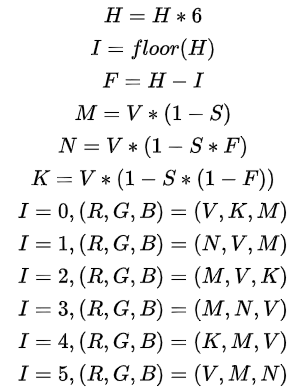 H = H * 6
I = floor(H)
F = H − I
M = V * (1 − S)
N = V * (1 − S * F)
K = V * (1 − S * (1 − F))
I = 0, (R, G, B) = (V, K, M)
I = 1, (R, G, B) = (N, V, M)
I = 2, (R, G, B) = (M, V, K)
I = 3, (R, G, B) = (M, N, V)
I = 4, (R, G, B) = (K, M, V)
I = 5, (R, G, B) = (V, M, N)